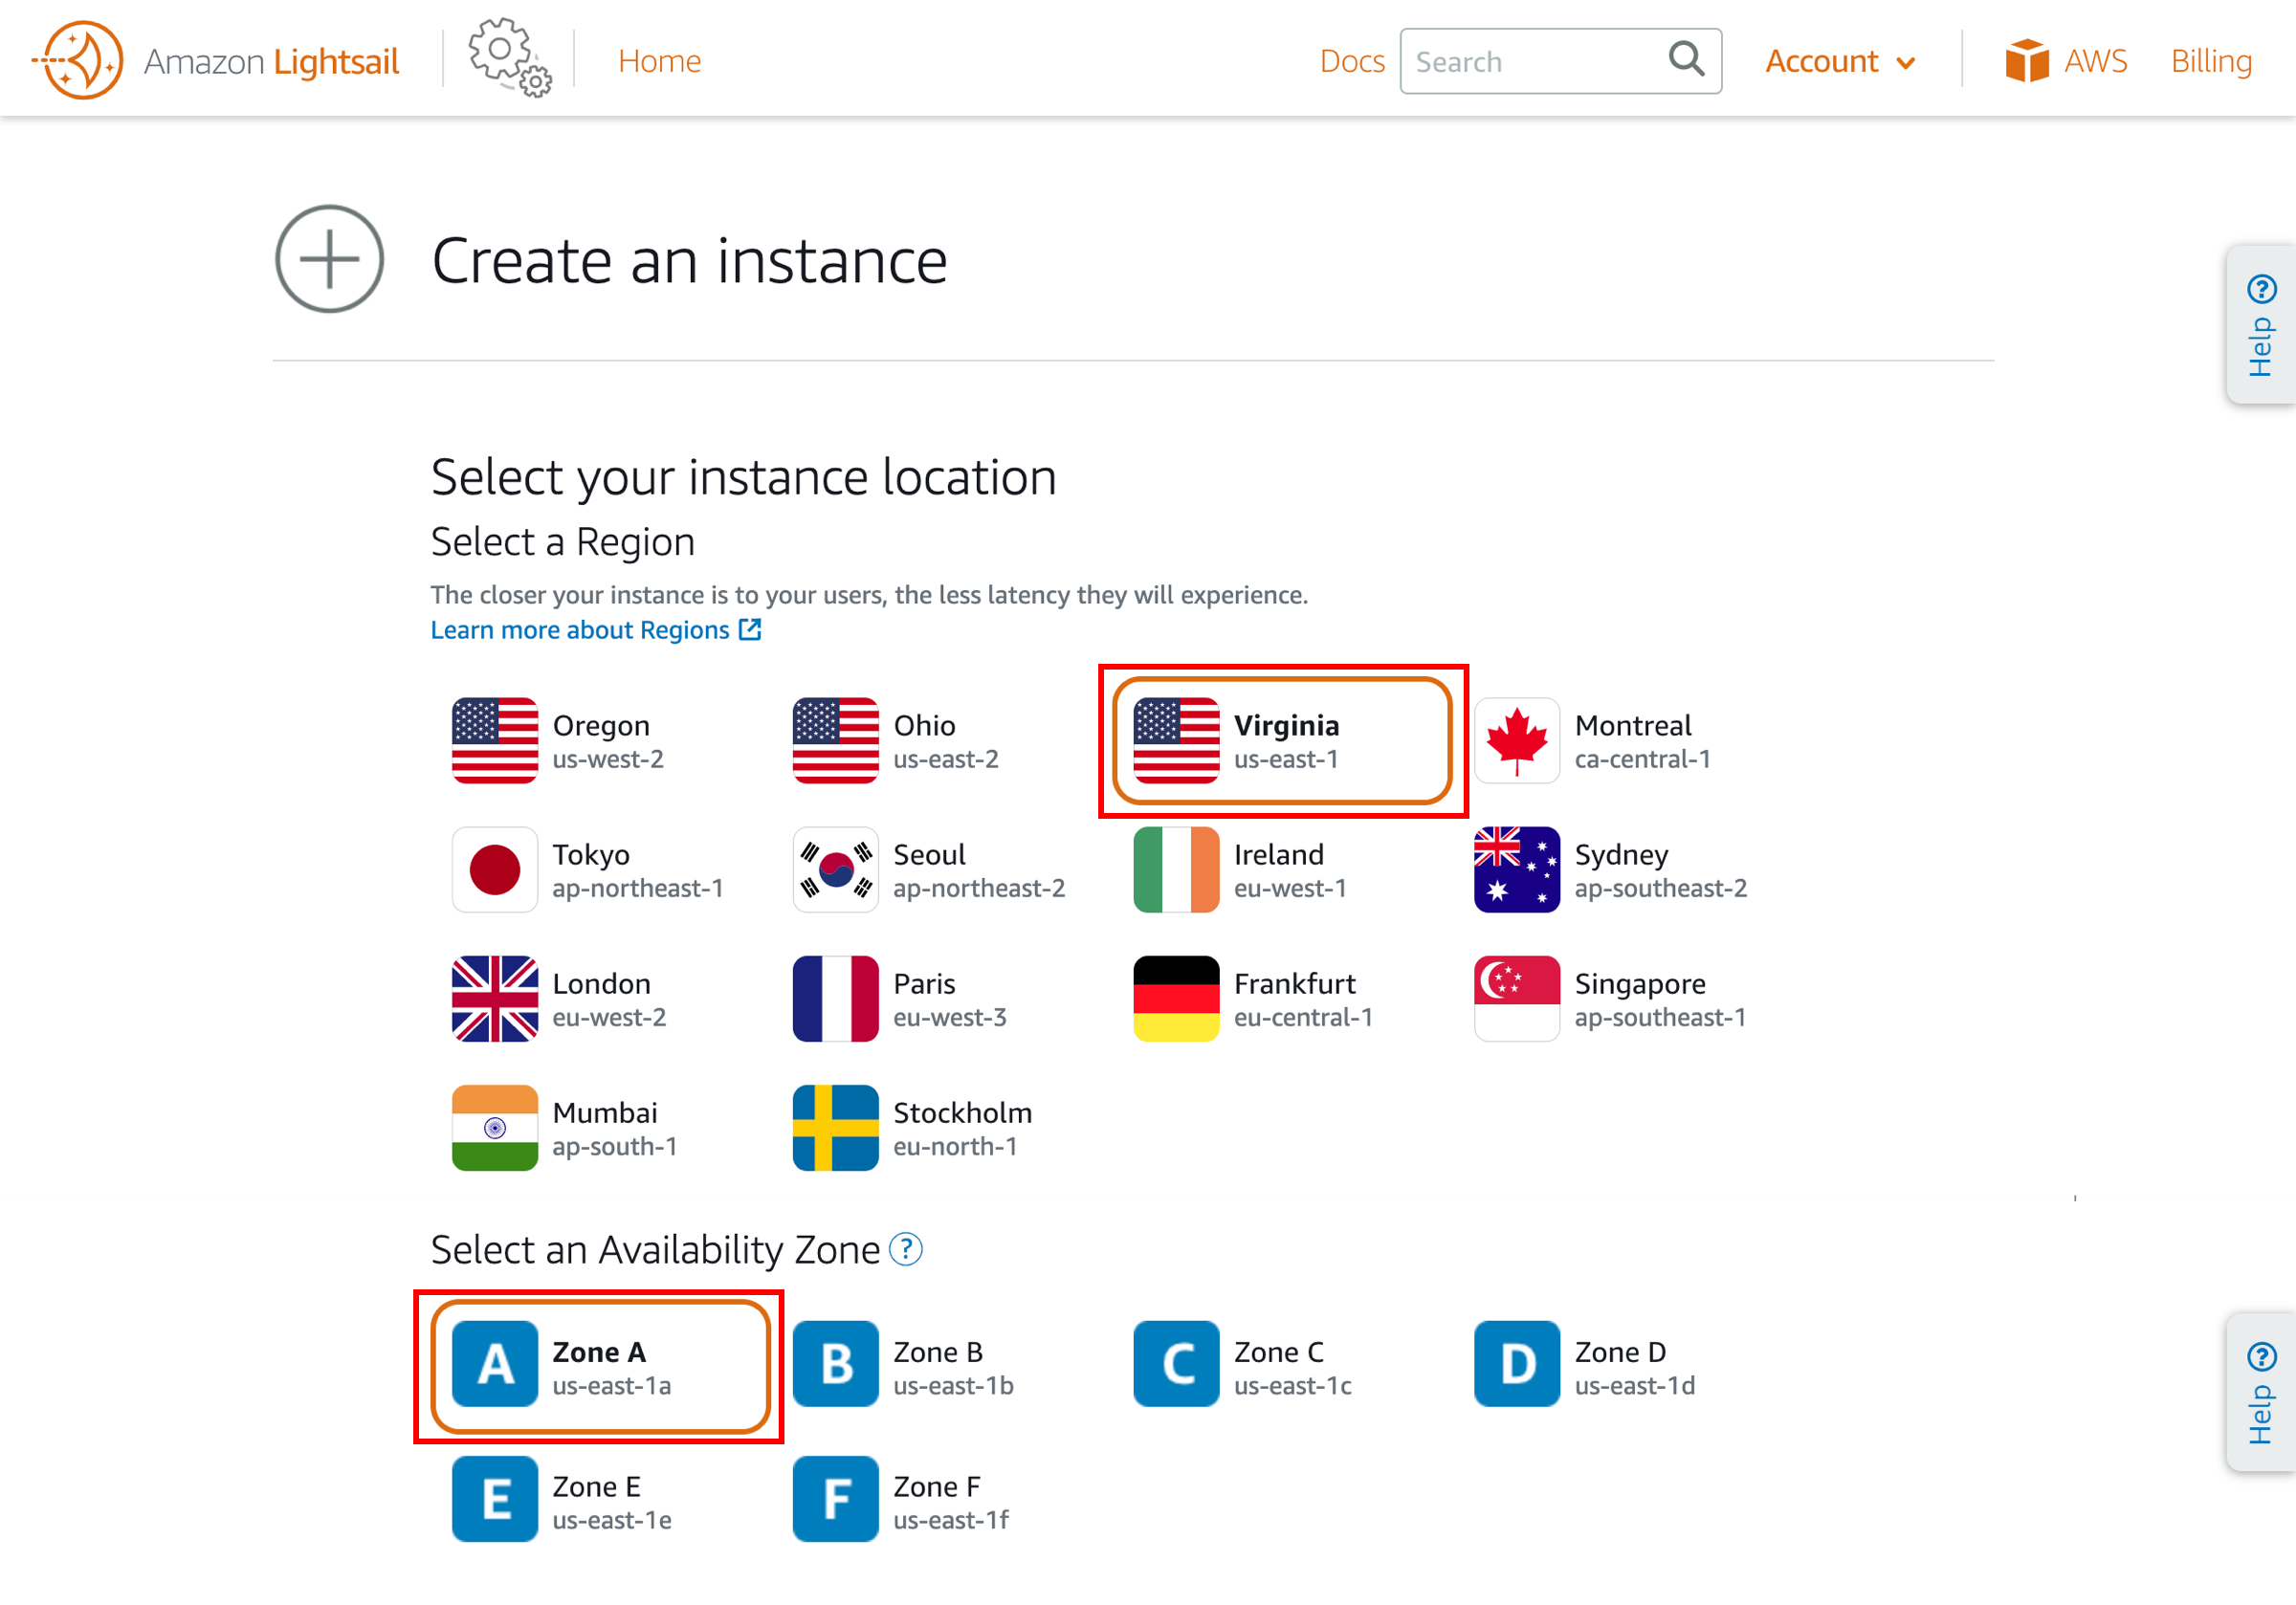 Amazon Lightsail
Home
Docs
Search
Account
AWS
Billing
Create an instance
Help
Select your instance location
Select a Region
The closer your instance is to your users, the less latency they will experience.
Learn more about Regions
Oregon
us-west-2
Ohio
us-east-2
Virginia
us-east-1
Montreal
ca-central-1
Tokyo
ap-northeast-1
Seoul
ap-northeast-2
Ireland
eu-west-1
Sydney
ap-southeast-2
London
eu-west-2
Paris
eu-west-3
Frankfurt
eu-central-1
Singapore
ap-southeast-1
Mumbai
ap-south-1
Stockholm
eu-north-1
Select an Availability Zone ?
A
Zone A
us-east-1a
B
Zone B
us-east-1b
C
Zone C
us-east-1c
D
Zone D
us-east-1d
Help
E
Zone E
us-east-1e
F
Zone F
us-east-1f